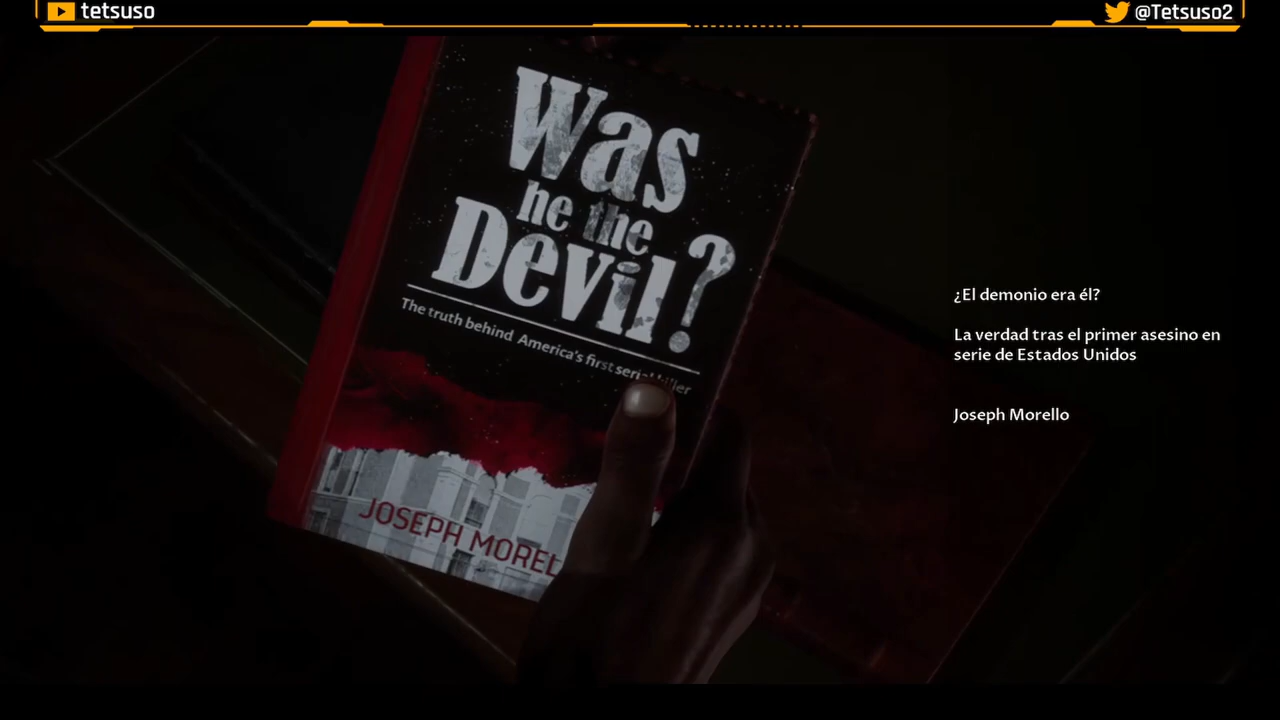 tetsuso
@Tetsuso2
Was
he the
Devil?
The truth behind America's first serial killer
JOSEPH MOREL
¿El demonio era él?
La verdad tras el primer asesino en
serie de Estados Unidos
Joseph Morello